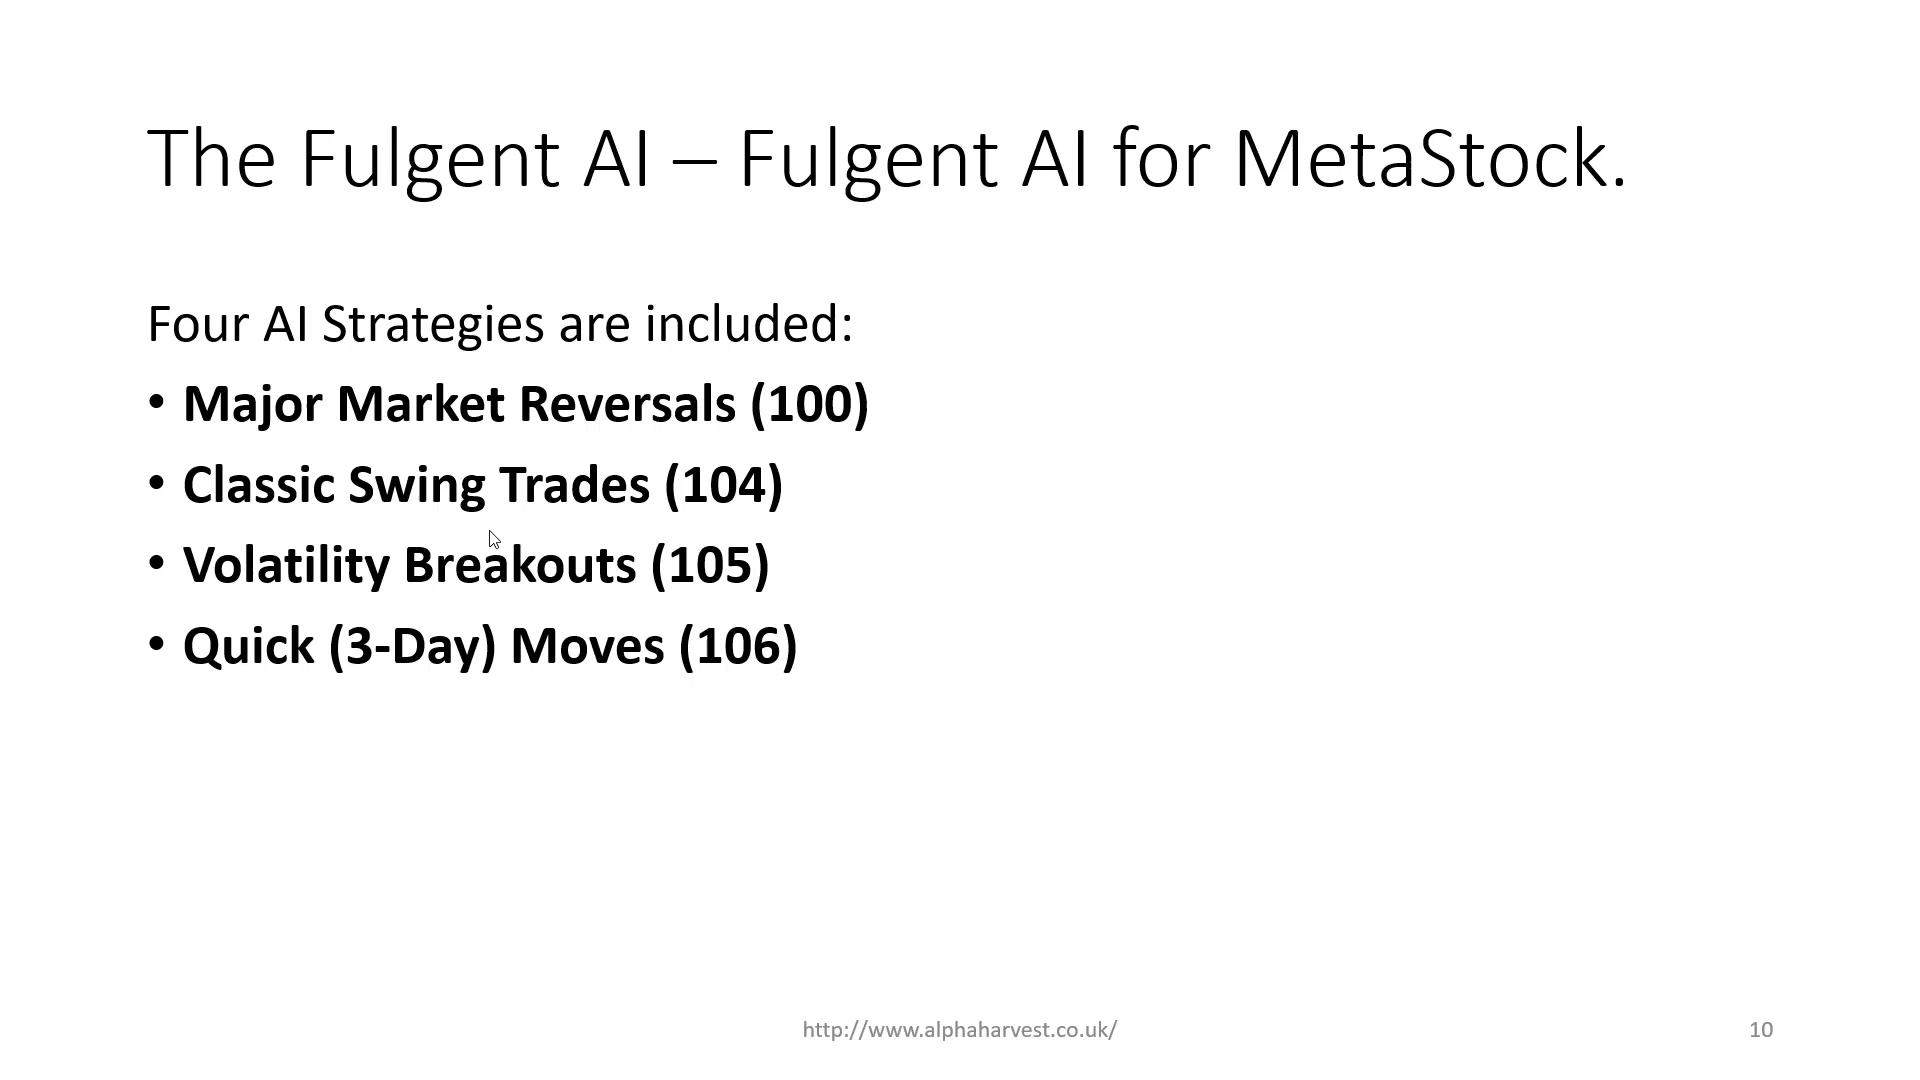 The Fulgent AI – Fulgent AI for MetaStock.
Four AI Strategies are included:
• Major Market Reversals (100)
• Classic Swing Trades (104)
• Volatility Breakouts (105)
• Quick (3-Day) Moves (106)
http://www.alphaharvest.co.uk/
10